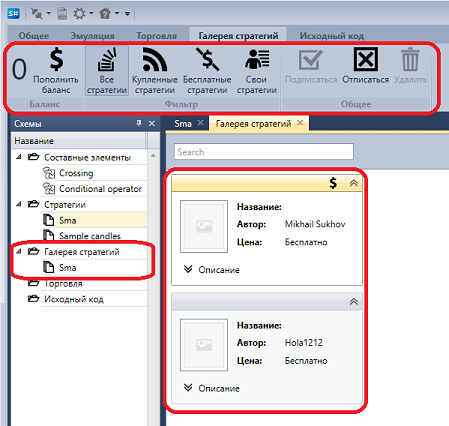 S#
Общее Эмуляция Торговля Галерея стратегий Исходный код
0
Пополнить баланс
Все стратегии
Купленные стратегии
Бесплатные стратегии
Свои стратегии
Подписаться
Отписаться
Удалить
Баланс Фильтр Общее
Схемы
Название
Составные элементы
Crossing
Conditional operator
Стратегии
Sma
Sample candles
Галерея стратегий
Sma
Торговля
Исходный код
Sma Галерея стратегий
Search
$
Название:
Автор: Mikhail Sukhov
Цена: Бесплатно
Описание
Название:
Автор: Hola1212
Цена: Бесплатно
Описание